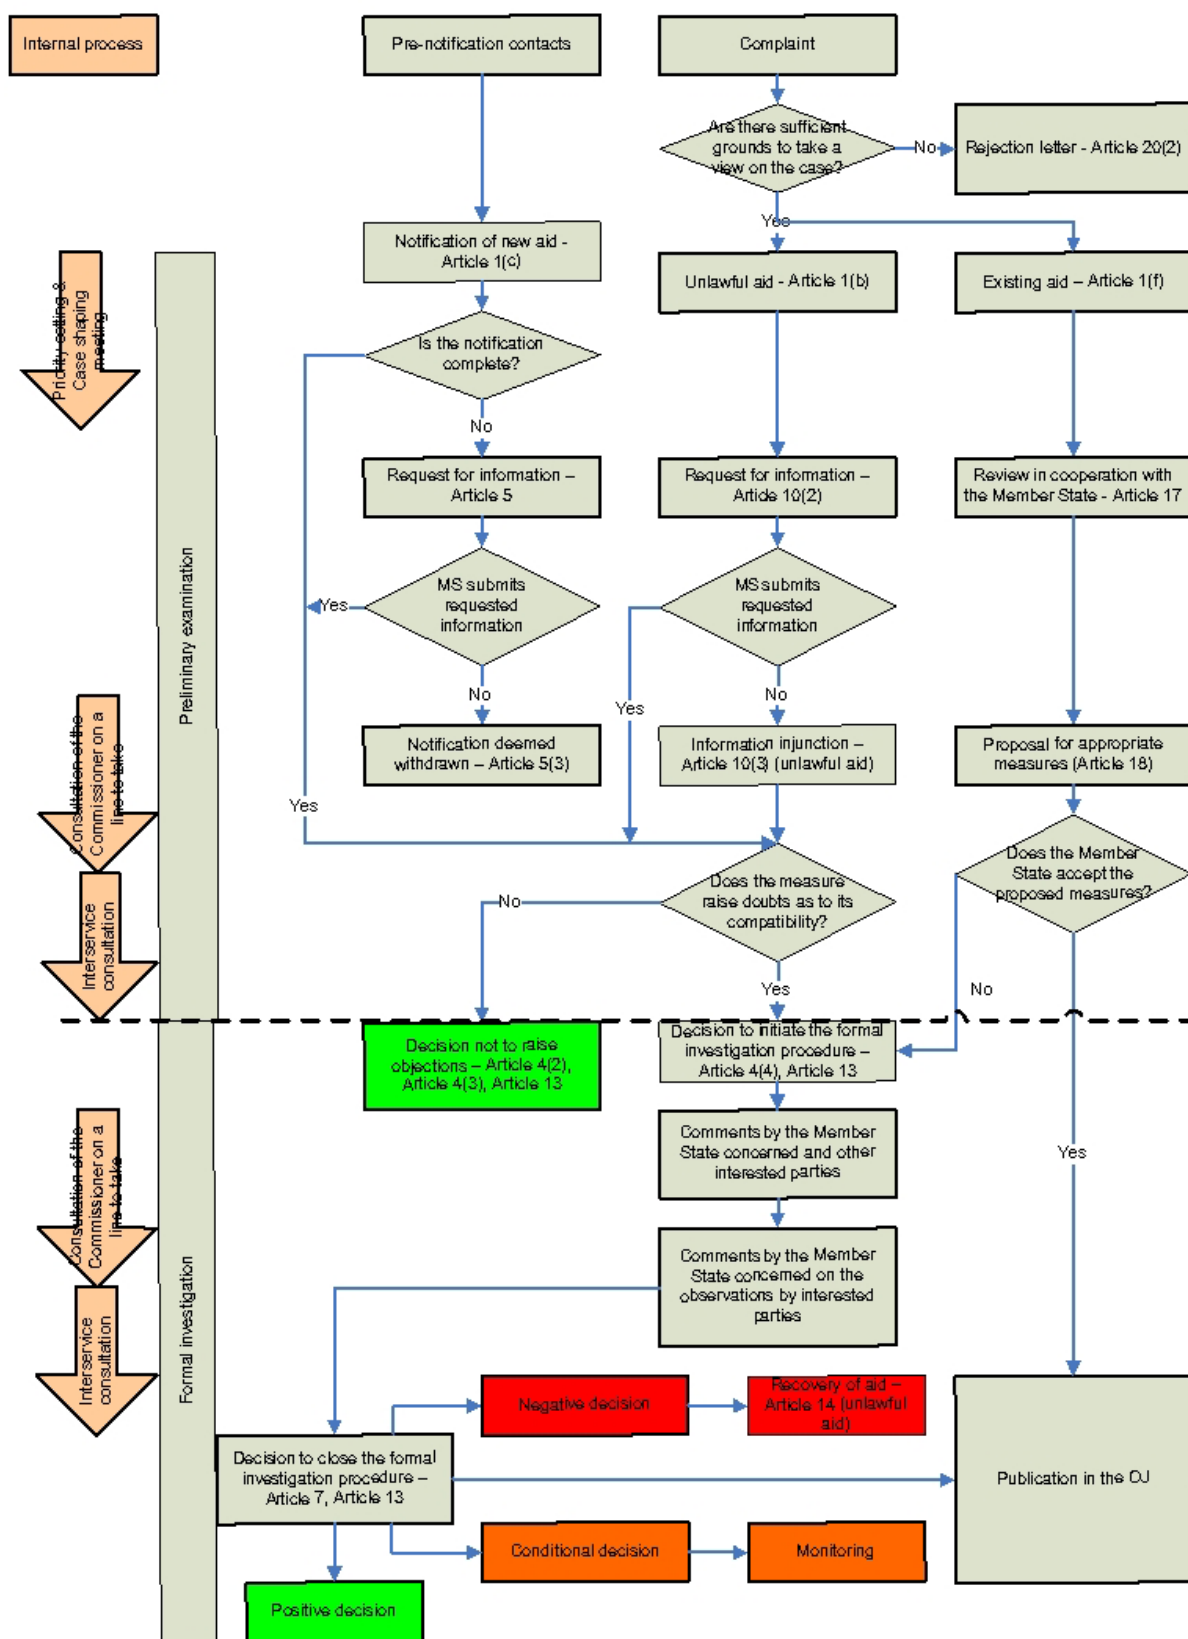 Internal process
Pre-notification contacts
Complaint
Are there sufficient
grounds to take a
view on the case?
No
Rejection letter - Article 20(2)
Yes
Notification of new aid -
Article 1(c)
Unlawful aid - Article 1(b)
Existing aid – Article 1(f)
Priority setting &
Case shaping
meeting
Is the notification
complete?
No
Request for information –
Article 5
Request for information –
Article 10(2)
Review in cooperation with
the Member State - Article 17
Preliminary examination
MS submits
requested
information
Yes
MS submits
requested
information
No
Yes
No
Notification deemed
withdrawn – Article 5(3)
Information injunction –
Article 10(3) (unlawful aid)
Proposal for appropriate
measures (Article 18)
Consultation of the
Commissioner on a
line to take
Yes
Does the Member
State accept the
proposed measures?
Does the measure
raise doubts as to its
compatibility?
No
Interservice
consultation
Yes
No
Decision not to raise
objections – Article 4(2),
Article 4(3), Article 13
Decision to initiate the formal
investigation procedure –
Article 4(4), Article 13
Consultation of the
Commissioner on a
line to take
Comments by the Member
State concerned and other
interested parties
Yes
Comments by the Member
State concerned on the
observations by interested
parties
Formal investigation
Interservice
consultation
Negative decision
Recovery of aid –
Article 14 (unlawful
aid)
Decision to close the formal
investigation procedure –
Article 7, Article 13
Publication in the OJ
Conditional decision
Monitoring
Positive decision